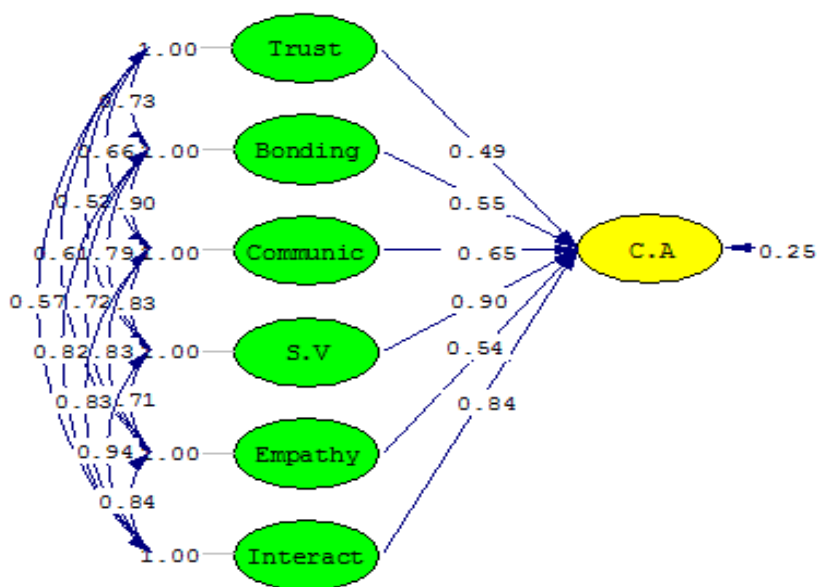 1.00 Trust
0.73
0.66 1.00 Bonding 0.49
0.52 0.90 0.55
0.61 0.79 1.00 Communic 0.65 C.A 0.25
0.57 0.72 0.83 0.90
0.82 0.83 1.00 S.V 0.54
0.83 0.71 0.84
0.94 1.00 Empathy
0.84
1.00 Interact